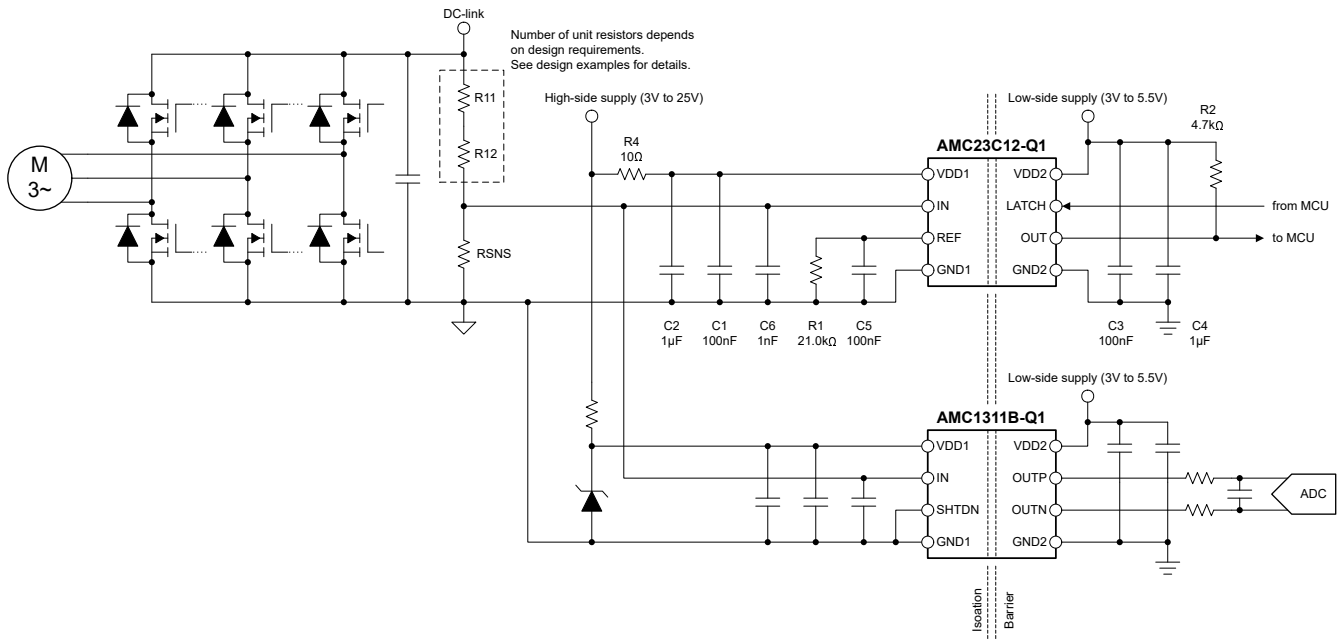 DC-link
Number of unit resistors depends
on design requirements.
See design examples for details.
R11
R12
RSNS
M
3~
High-side supply (3V to 25V)
R4
10Ω
Low-side supply (3V to 5.5V)
R2
4.7kΩ
AMC23C12-Q1
VDD1
VDD2
IN
LATCH
from MCU
REF
OUT
to MCU
GND1
GND2
C2
1µF
C1
100nF
C6
1nF
R1
21.0kΩ
C5
100nF
C3
100nF
C4
1µF
Low-side supply (3V to 5.5V)
AMC1311B-Q1
VDD1
VDD2
IN
OUTP
SHTDN
OUTN
ADC
GND1
GND2
Isoation
Barrier